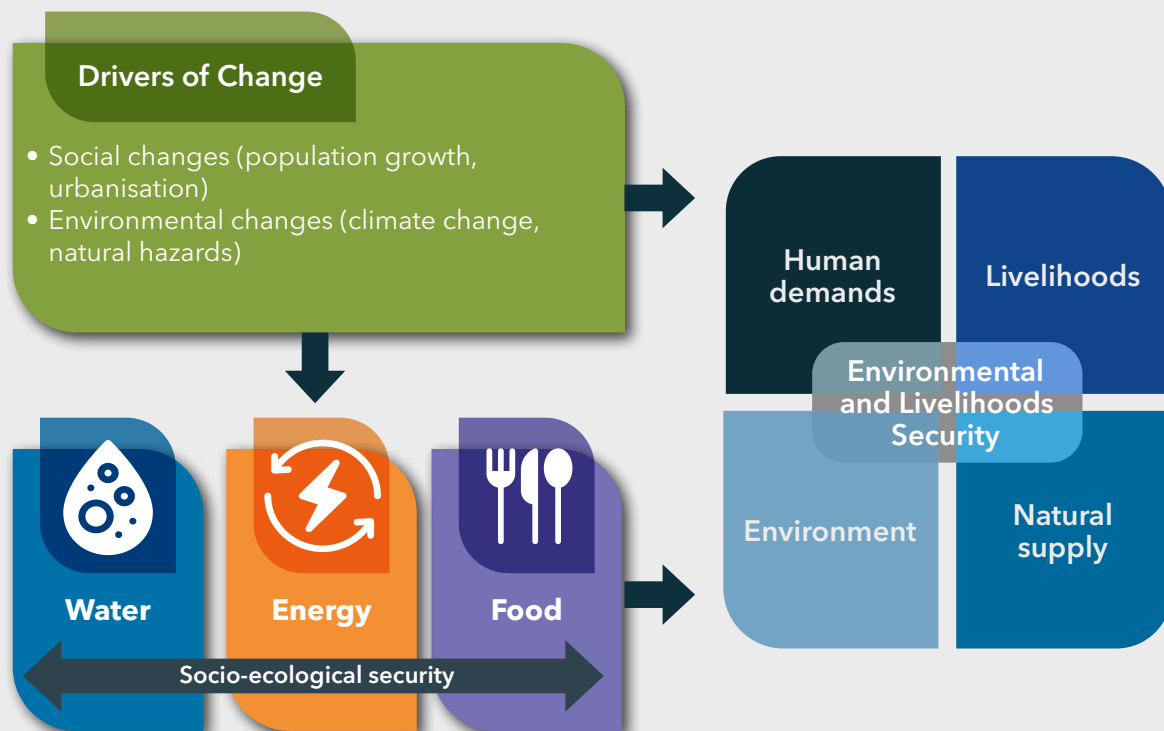 Drivers of Change
• Social changes (population growth,
urbanisation)
• Environmental changes (climate change,
natural hazards)
Human
demands
Livelihoods
Environmental
and Livelihoods
Security
Environment
Natural
supply
Water
Energy
Food
Socio-ecological security